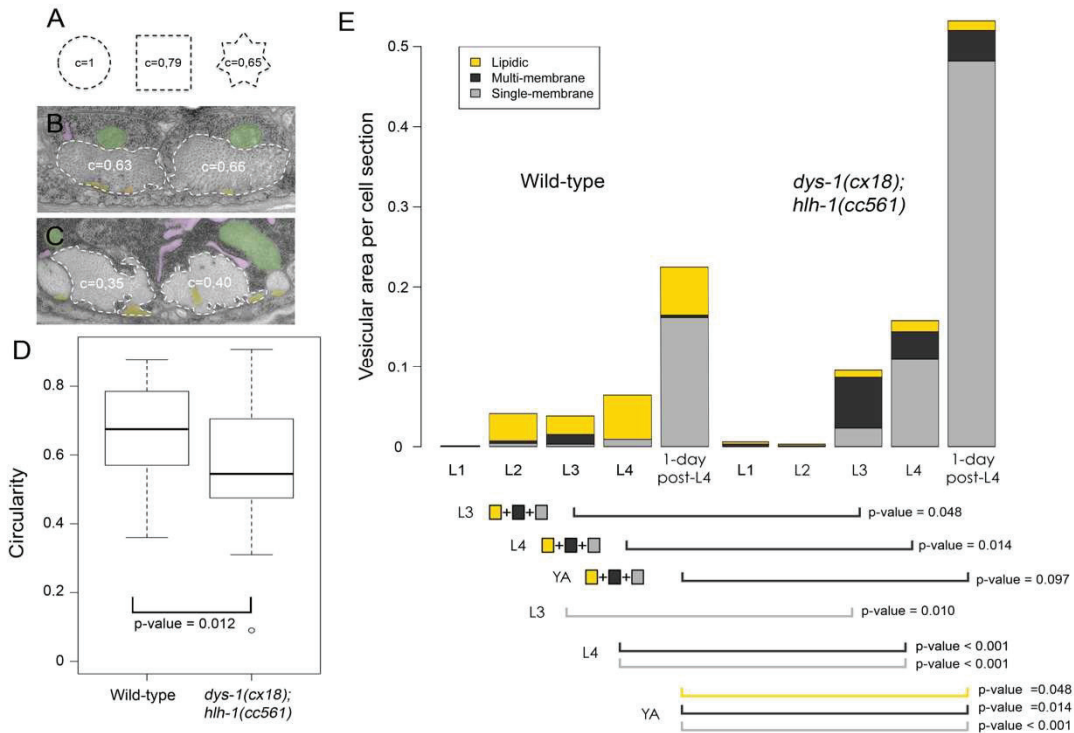 A
c=1
c=0,79
c=0,65
B
c=0,63
c=0,66
C
c=0,35
c=0,40
D
Circularity
0.8
0.6
0.4
0.2
0
p-value = 0.012
Wild-type
dys-1(cx18);
hlh-1(cc561)
E
Vesicular area per cell section
0.5
0.4
0.3
0.2
0.1
0
Lipidic
Multi-membrane
Single-membrane
Wild-type
dys-1(cx18);
hlh-1(cc561)
L1 L2 L3 L4 1-day post-L4 L1 L2 L3 L4 1-day post-L4
L3 + + p-value = 0.048
L4 + + p-value = 0.014
YA + + p-value = 0.097
L3 p-value = 0.010
L4 p-value < 0.001
p-value < 0.001
p-value =0.048
YA p-value =0.014
p-value < 0.001